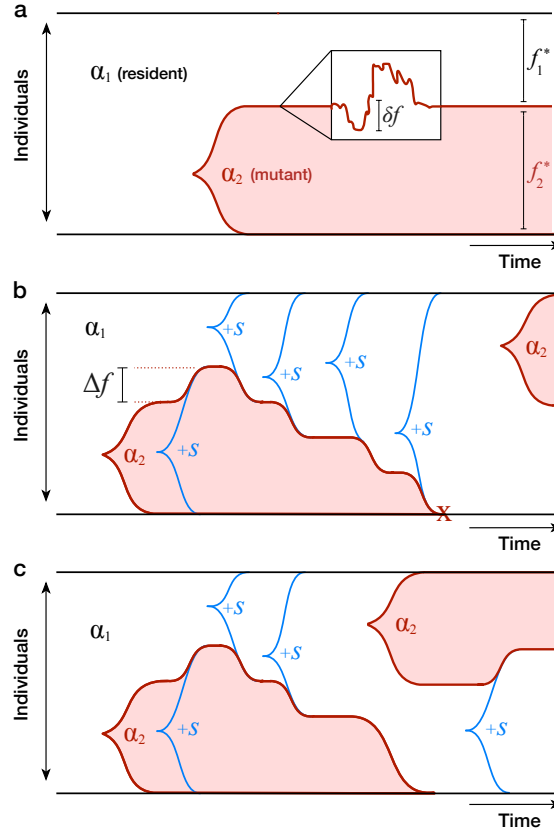 a
Individuals
α₁ (resident)
δf
f₁*
α₂ (mutant)
f₂*
Time
b
Individuals
α₁
+s
+s
+s
α₂
Δf
+s
α₂
+s
x
Time
c
Individuals
α₁
+s
α₂
+s
α₂
+s
+s
Time